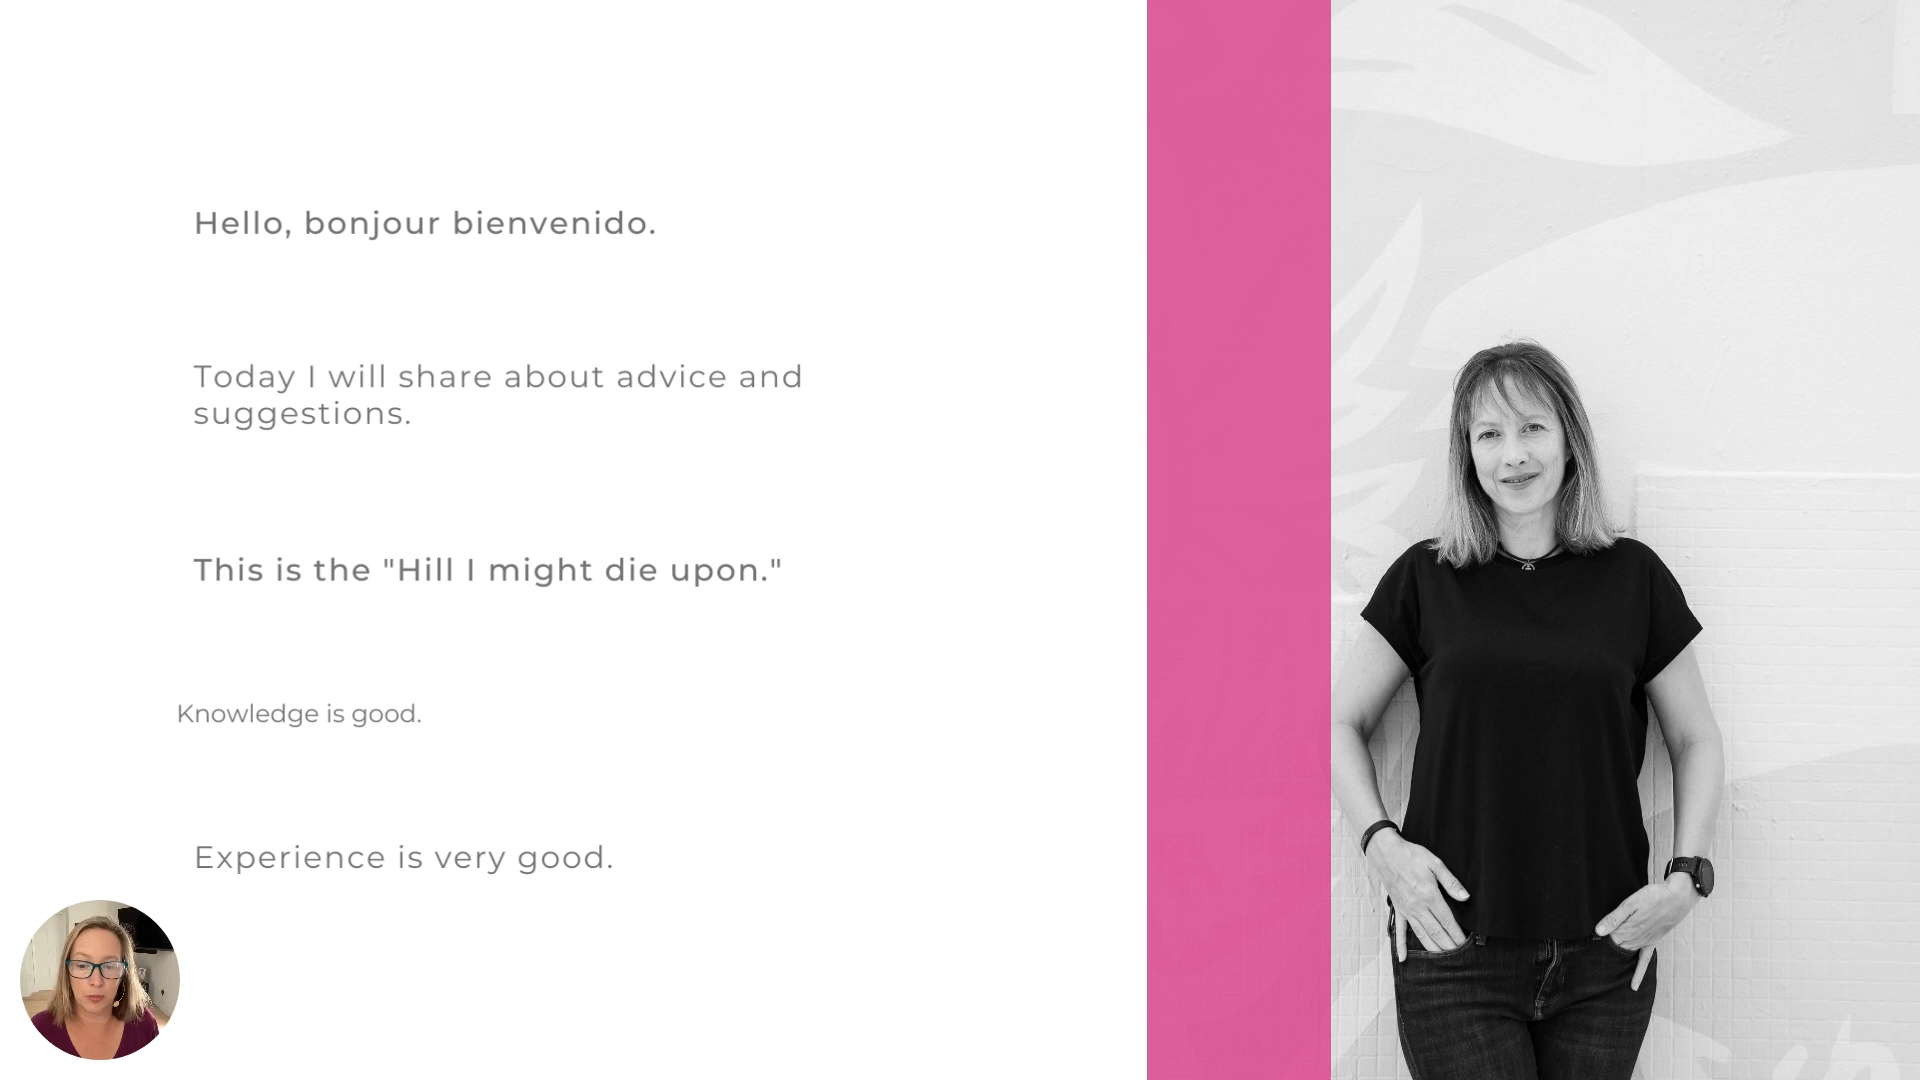 Hello, bonjour bienvenido.
Today I will share about advice and
suggestions.
This is the "Hill I might die upon."
Knowledge is good.
Experience is very good.